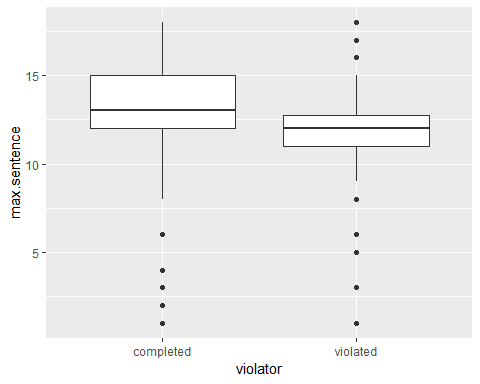 max.sentence
15
10
5
completed violated
violator